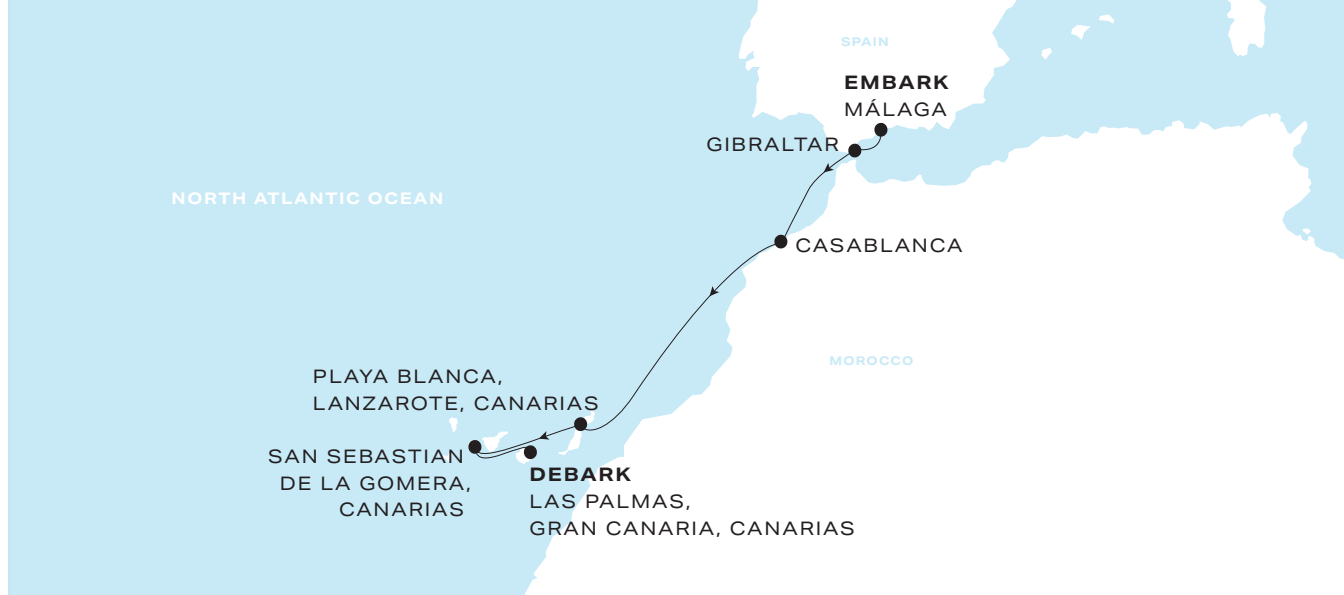 SPAIN
EMBARK
MÁLAGA
GIBRALTAR
NORTH ATLANTIC OCEAN
CASABLANCA
MOROCCO
PLAYA BLANCA,
LANZAROTE, CANARIAS
SAN SEBASTIAN
DE LA GOMERA,
CANARIAS
DEBARK
LAS PALMAS,
GRAN CANARIA, CANARIAS